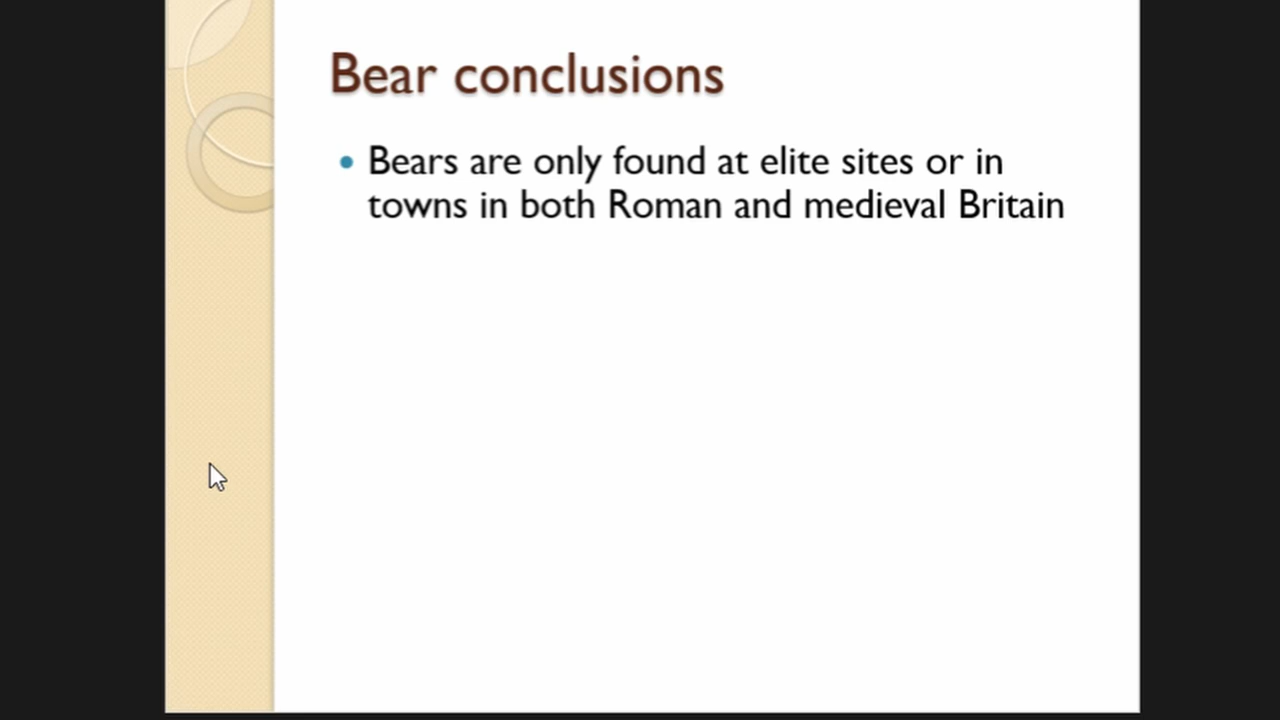 Bear conclusions
• Bears are only found at elite sites or in
towns in both Roman and medieval Britain